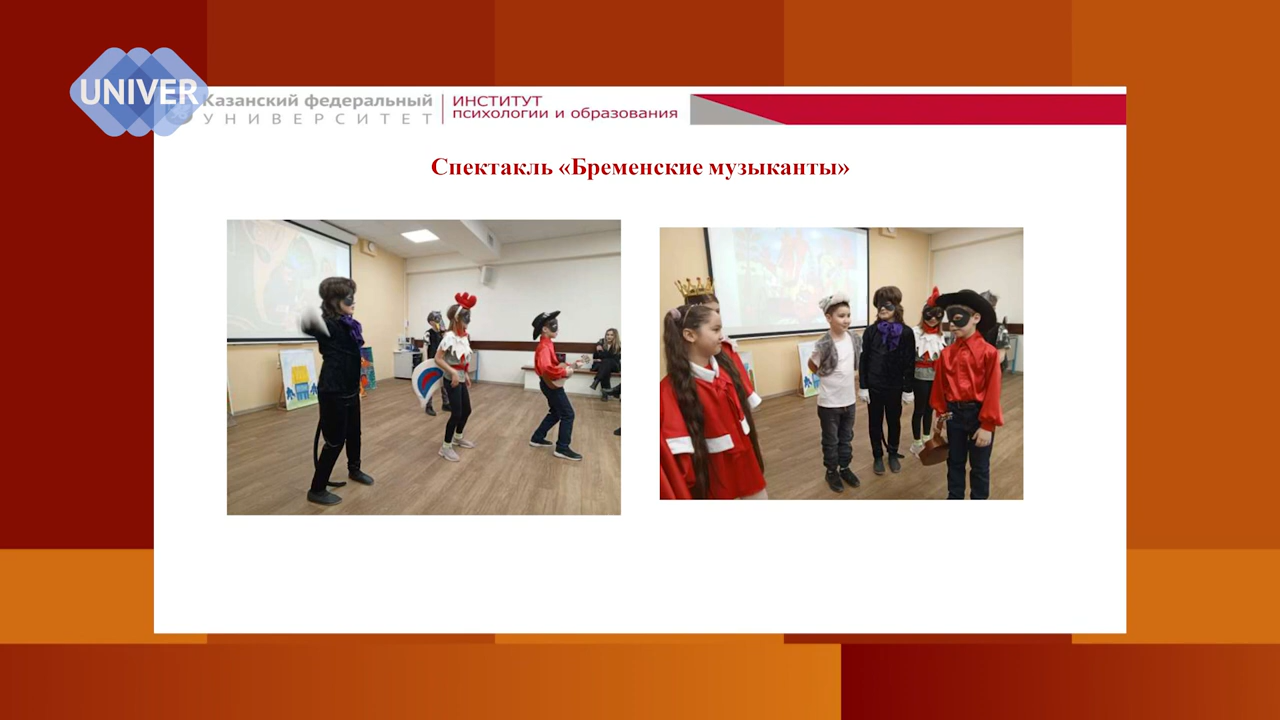 UNIVER
Казанский федеральный
УНИВЕРСИТЕТ
ИНСТИТУТ
психологии и образования
Спектакль «Бременские музыканты»